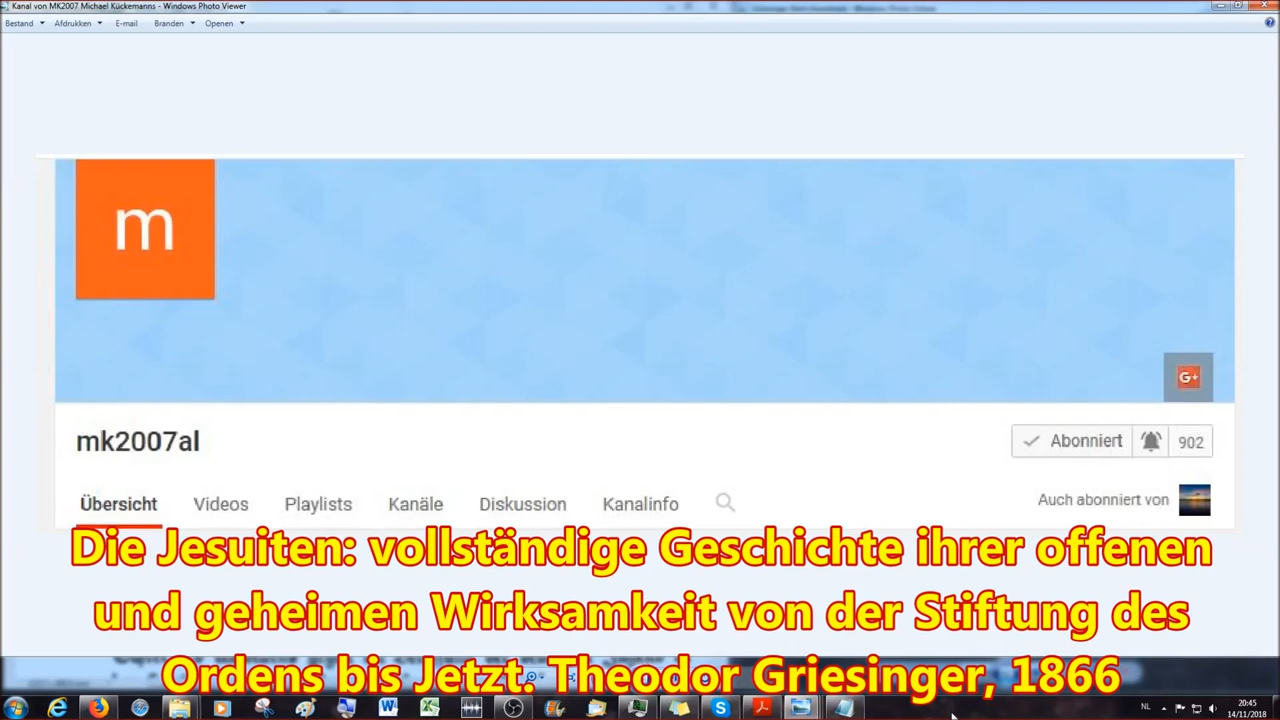 Kanal von MK2007 Michael Kückemanns - Windows Photo Viewer
Bestand Afdrukken E-mail Branden Openen
m
G+
mk2007al
Abonniert 902
Übersicht Videos Playlists Kanäle Diskussion Kanalinfo
Auch abonniert von
Die Jesuiten: vollständige Geschichte ihrer offenen
und geheimen Wirksamkeit von der Stiftung des
Ordens bis Jetzt. Theodor Griesinger, 1866
NL 20:45
14/11/2018